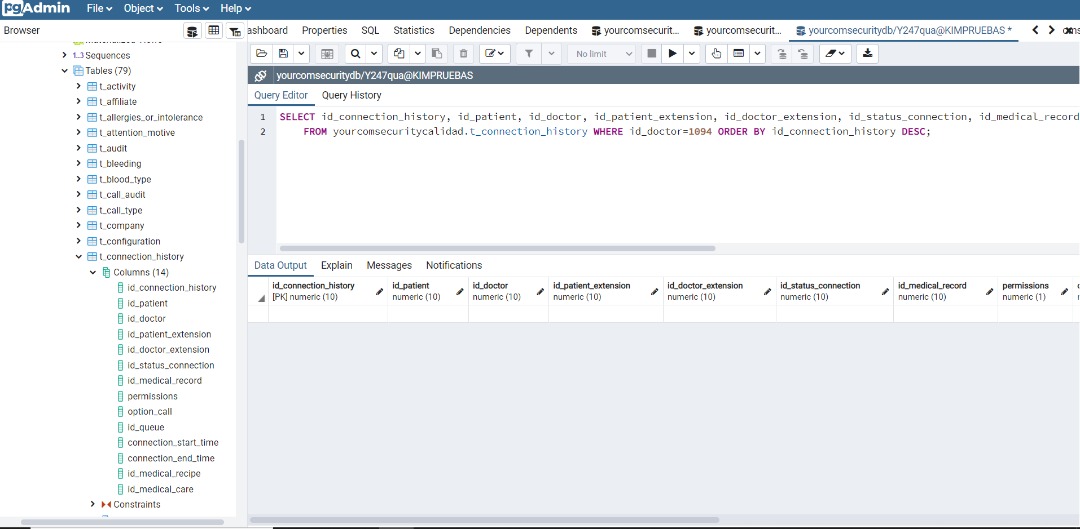 pgAdmin File Object Tools Help
Browser
ashboard Properties SQL Statistics Dependencies Dependents yourcomsecurit... yourcomsecurit... yourcomsecuritydb/Y247qua@KIMPRUEBAS *
No limit
yourcomsecuritydb/Y247qua@KIMPRUEBAS
Query Editor Query History
1 SELECT id_connection_history, id_patient, id_doctor, id_patient_extension, id_doctor_extension, id_status_connection, id_medical_record
2 FROM yourcomsecuritycalidad.t_connection_history WHERE id_doctor=1094 ORDER BY id_connection_history DESC;
1..3 Sequences
Tables (79)
t_activity
t_affiliate
t_allergies_or_intolerance
t_attention_motive
t_audit
t_bleeding
t_blood_type
t_call_audit
t_call_type
t_company
t_configuration
t_connection_history
Columns (14)
id_connection_history
id_patient
id_doctor
id_patient_extension
id_doctor_extension
id_status_connection
id_medical_record
permissions
option_call
id_queue
connection_start_time
connection_end_time
id_medical_recipe
id_medical_care
Constraints
Data Output Explain Messages Notifications
id_connection_history id_patient id_doctor id_patient_extension id_doctor_extension id_status_connection id_medical_record permissions
[PK] numeric (10) numeric (10) numeric (10) numeric (10) numeric (10) numeric (10) numeric (10) numeric (1)